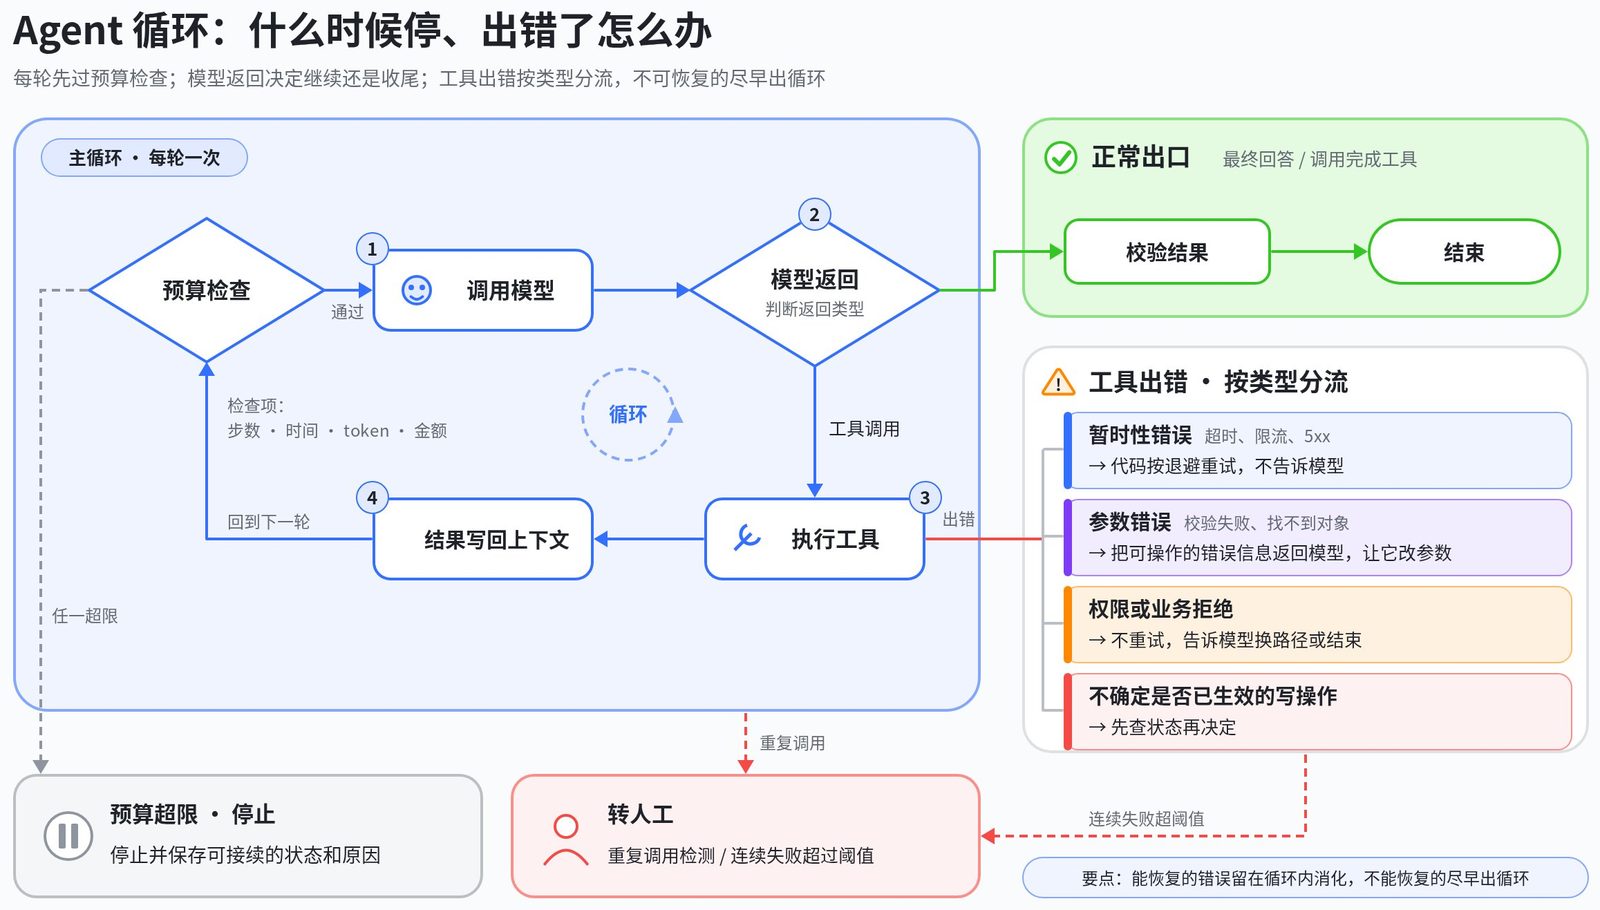 Agent 循环：什么时候停、出错了怎么办
每轮先过预算检查；模型返回决定继续还是收尾；工具出错按类型分流，不可恢复的尽早出循环
主循环 · 每轮一次
预算检查
通过
1
调用模型
2
模型返回
判断返回类型
检查项：
步数 · 时间 · token · 金额
循环
工具调用
4
结果写回上下文
3
执行工具
出错
回到下一轮
任一超限
正常出口
最终回答 / 调用完成工具
校验结果
结束
工具出错 · 按类型分流
暂时性错误 超时、限流、5xx
→ 代码按退避重试，不告诉模型
参数错误 校验失败、找不到对象
→ 把可操作的错误信息返回模型，让它改参数
权限或业务拒绝
→ 不重试，告诉模型换路径或结束
不确定是否已生效的写操作
→ 先查状态再决定
重复调用
预算超限 · 停止
停止并保存可接续的状态和原因
转人工
重复调用检测 / 连续失败超过阈值
连续失败超阈值
要点：能恢复的错误留在循环内消化，不能恢复的尽早出循环